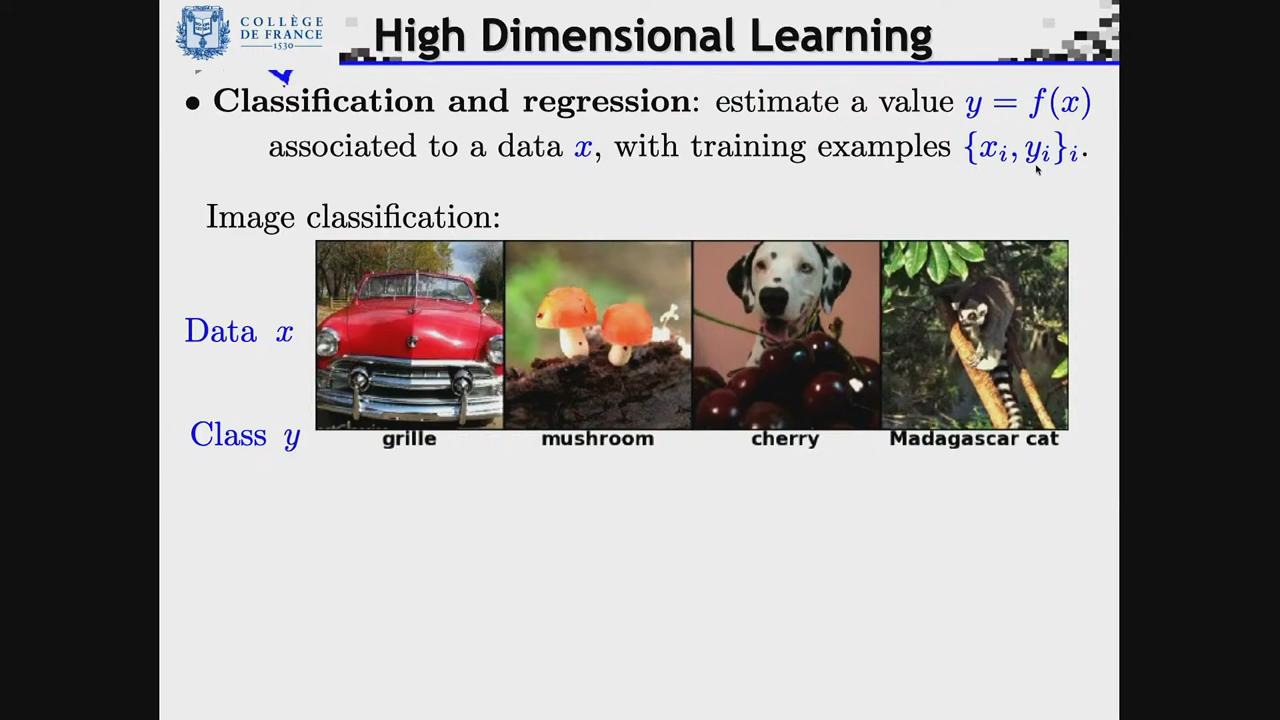 COLLÈGE
DE FRANCE
1530
High Dimensional Learning
• Classification and regression: estimate a value y = f(x)
associated to a data x, with training examples {xᵢ, yᵢ}ᵢ.
Image classification:
Data x
Class y
grille
mushroom
cherry
Madagascar cat